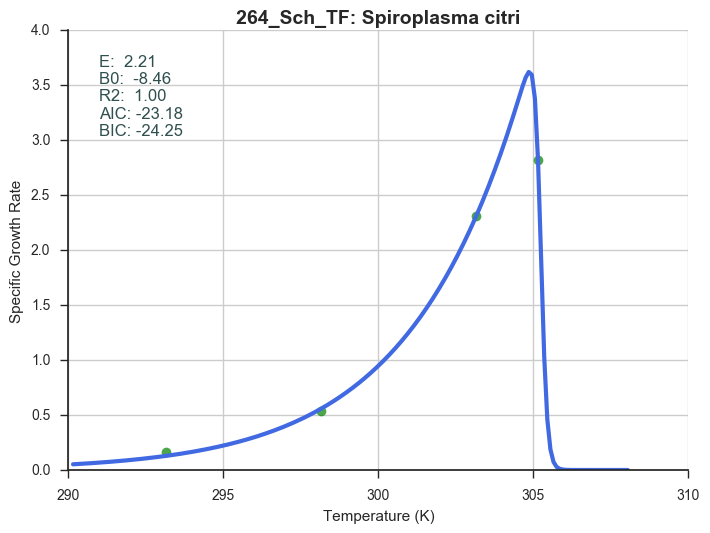 264_Sch_TF: Spiroplasma citri
4.0
3.5
3.0
2.5
2.0
1.5
1.0
0.5
0.0
E:  2.21
B0:  -8.46
R2:  1.00
AIC: -23.18
BIC: -24.25
Specific Growth Rate
290 295 300 305 310
Temperature (K)